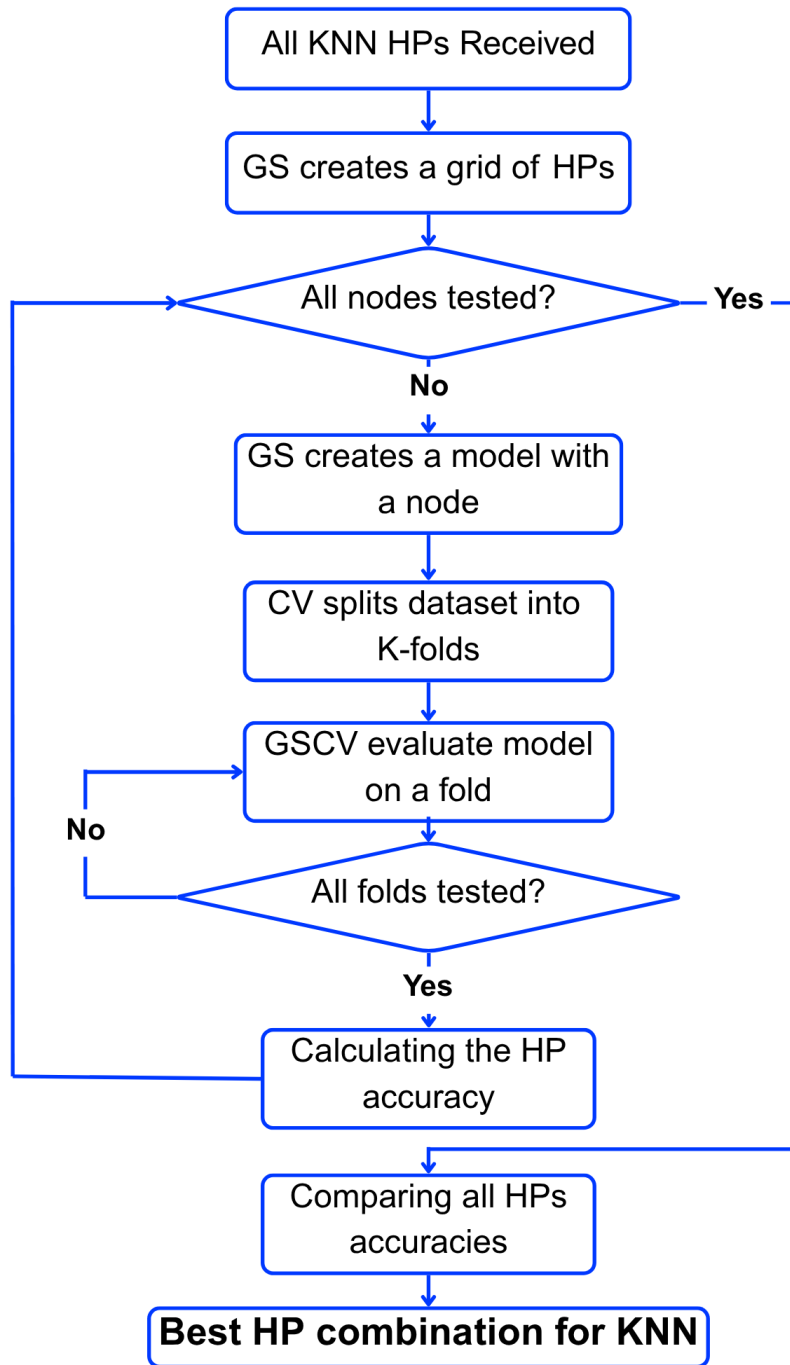 All KNN HPs Received
GS creates a grid of HPs
All nodes tested?
Yes
No
GS creates a model with
a node
CV splits dataset into
K-folds
GSCV evaluate model
on a fold
No
All folds tested?
Yes
Calculating the HP
accuracy
Comparing all HPs
accuracies
Best HP combination for KNN